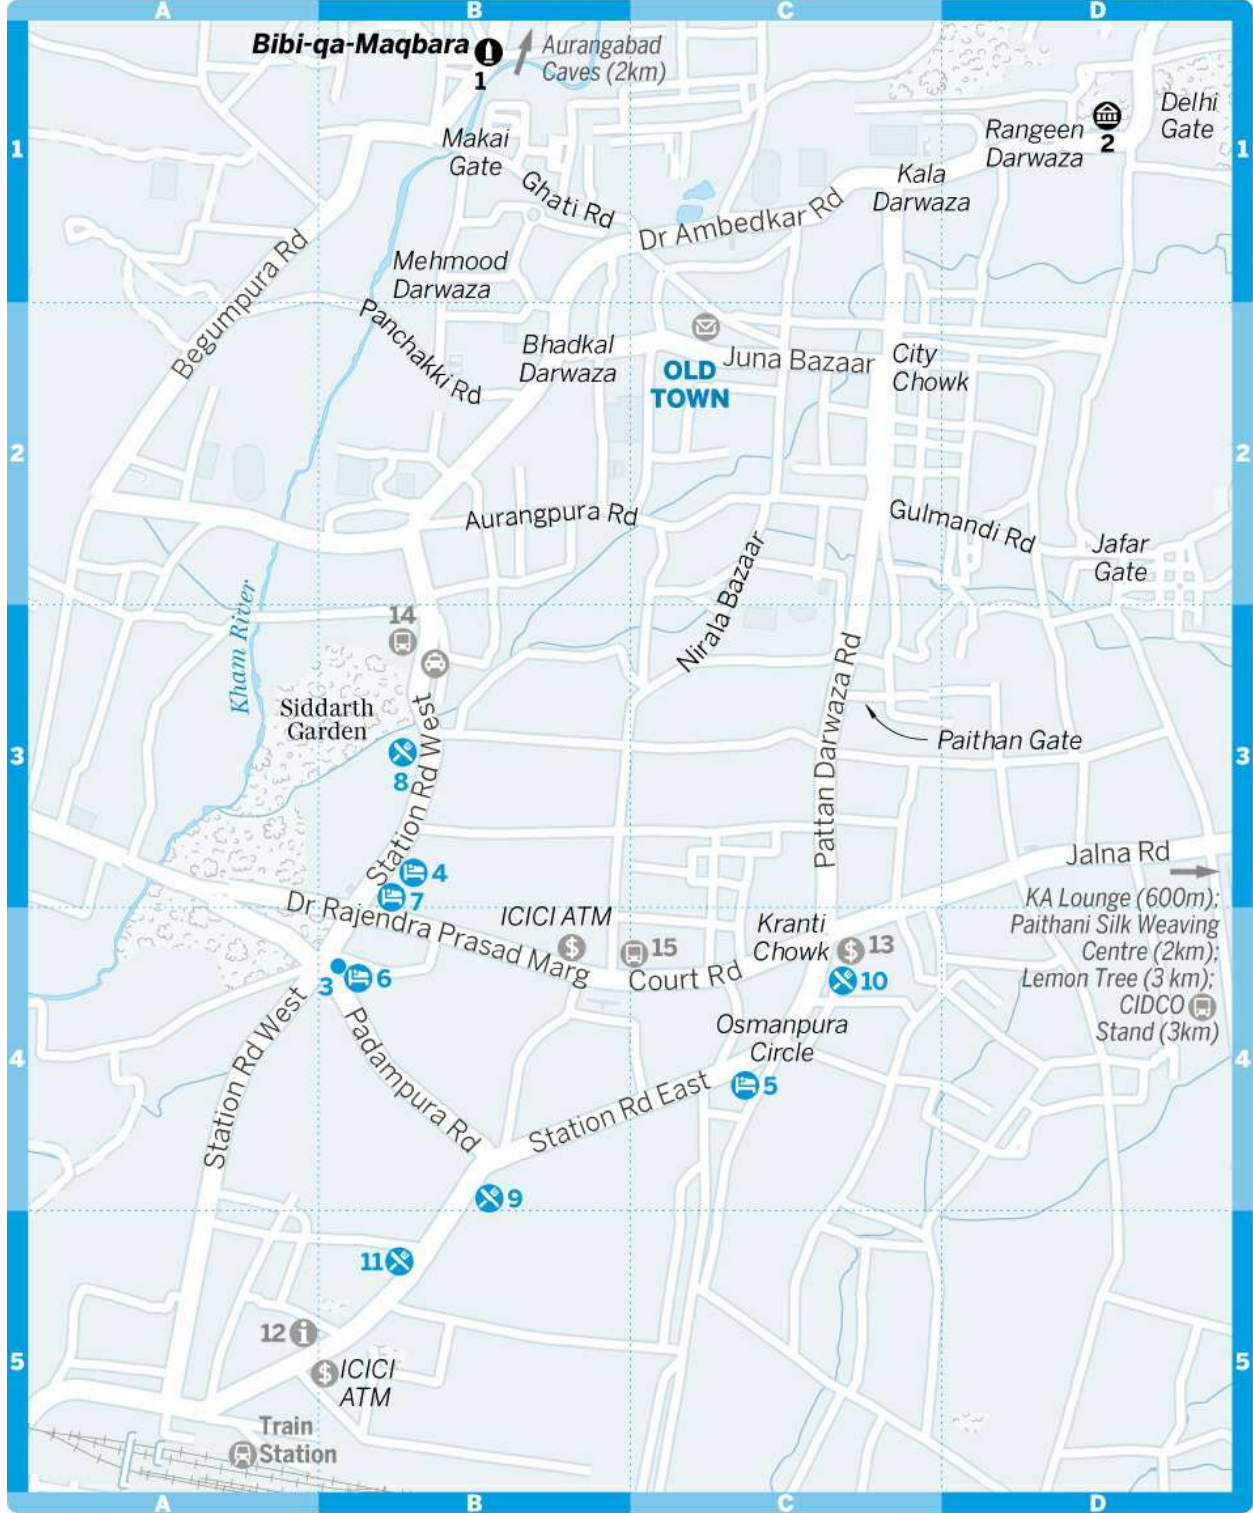 A
B
C
D
Bibi-qa-Maqbara
1
Aurangabad
Caves (2km)
Delhi
Gate
Rangeen
Darwaza
2
1
1
Makai
Gate
Ghati Rd
Kala
Darwaza
Dr Ambedkar Rd
Mehmood
Darwaza
Begumpura Rd
Panchakki Rd
Bhadkal
Darwaza
OLD
TOWN
Juna Bazaar
City
Chowk
2
2
Aurangpura Rd
Gulmandi Rd
Nirala Bazaar
Jafar
Gate
Kham River
14
Siddarth
Garden
Station Rd West
8
Pattan Darwaza Rd
Paithan Gate
3
3
4
7
Jalna Rd
KA Lounge (600m);
Paithani Silk Weaving
Centre (2km);
Lemon Tree (3 km);
CIDCO
Stand (3km)
Dr Rajendra Prasad Marg
ICICI ATM
15
Court Rd
Kranti
Chowk
13
10
3
6
Station Rd West
Padampura Rd
Osmanpura
Circle
4
4
Station Rd East
5
9
11
12
ICICI
ATM
5
5
Train
Station
A
B
C
D